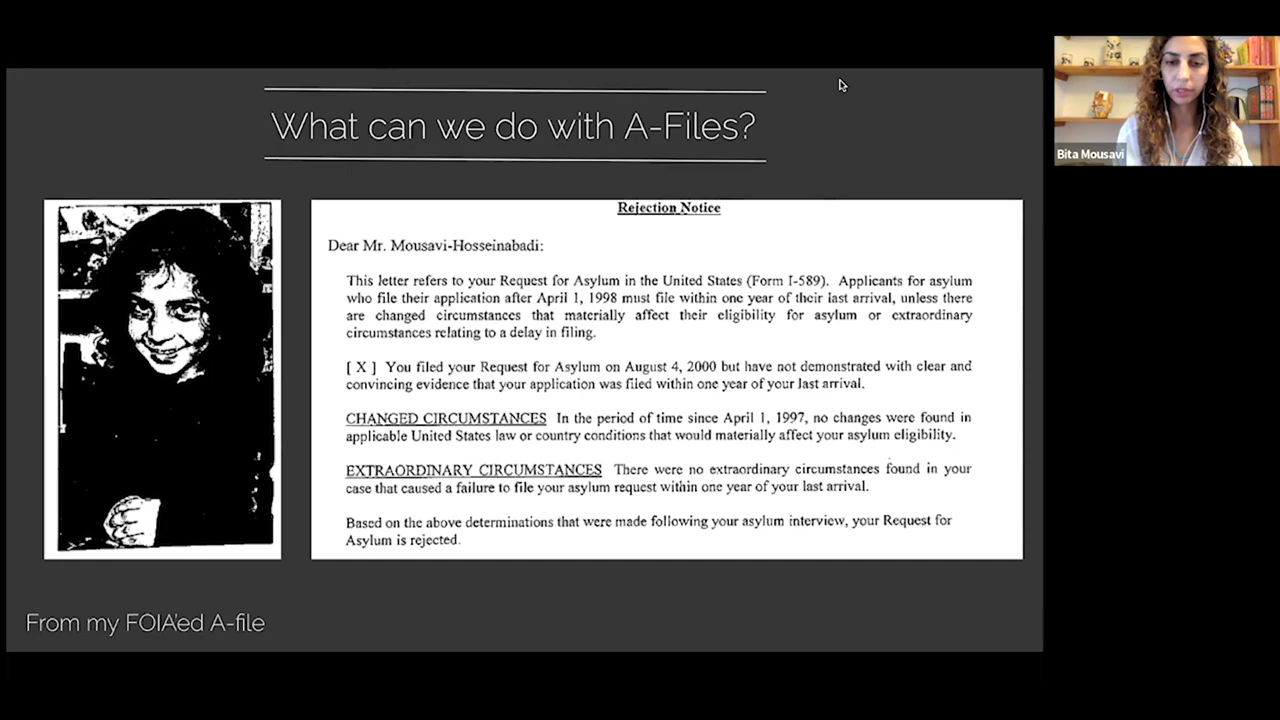 What can we do with A-Files?
Bita Mousavi
Rejection Notice
Dear Mr. Mousavi-Hosseinabadi:
This letter refers to your Request for Asylum in the United States (Form I-589). Applicants for asylum
who file their application after April 1, 1998 must file within one year of their last arrival, unless there
are changed circumstances that materially affect their eligibility for asylum or extraordinary
circumstances relating to a delay in filing.
[ X ] You filed your Request for Asylum on August 4, 2000 but have not demonstrated with clear and
convincing evidence that your application was filed within one year of your last arrival.
CHANGED CIRCUMSTANCES In the period of time since April 1, 1997, no changes were found in
applicable United States law or country conditions that would materially affect your asylum eligibility.
EXTRAORDINARY CIRCUMSTANCES There were no extraordinary circumstances found in your
case that caused a failure to file your asylum request within one year of your last arrival.
Based on the above determinations that were made following your asylum interview, your Request for
Asylum is rejected.
From my FOIA'ed A-file